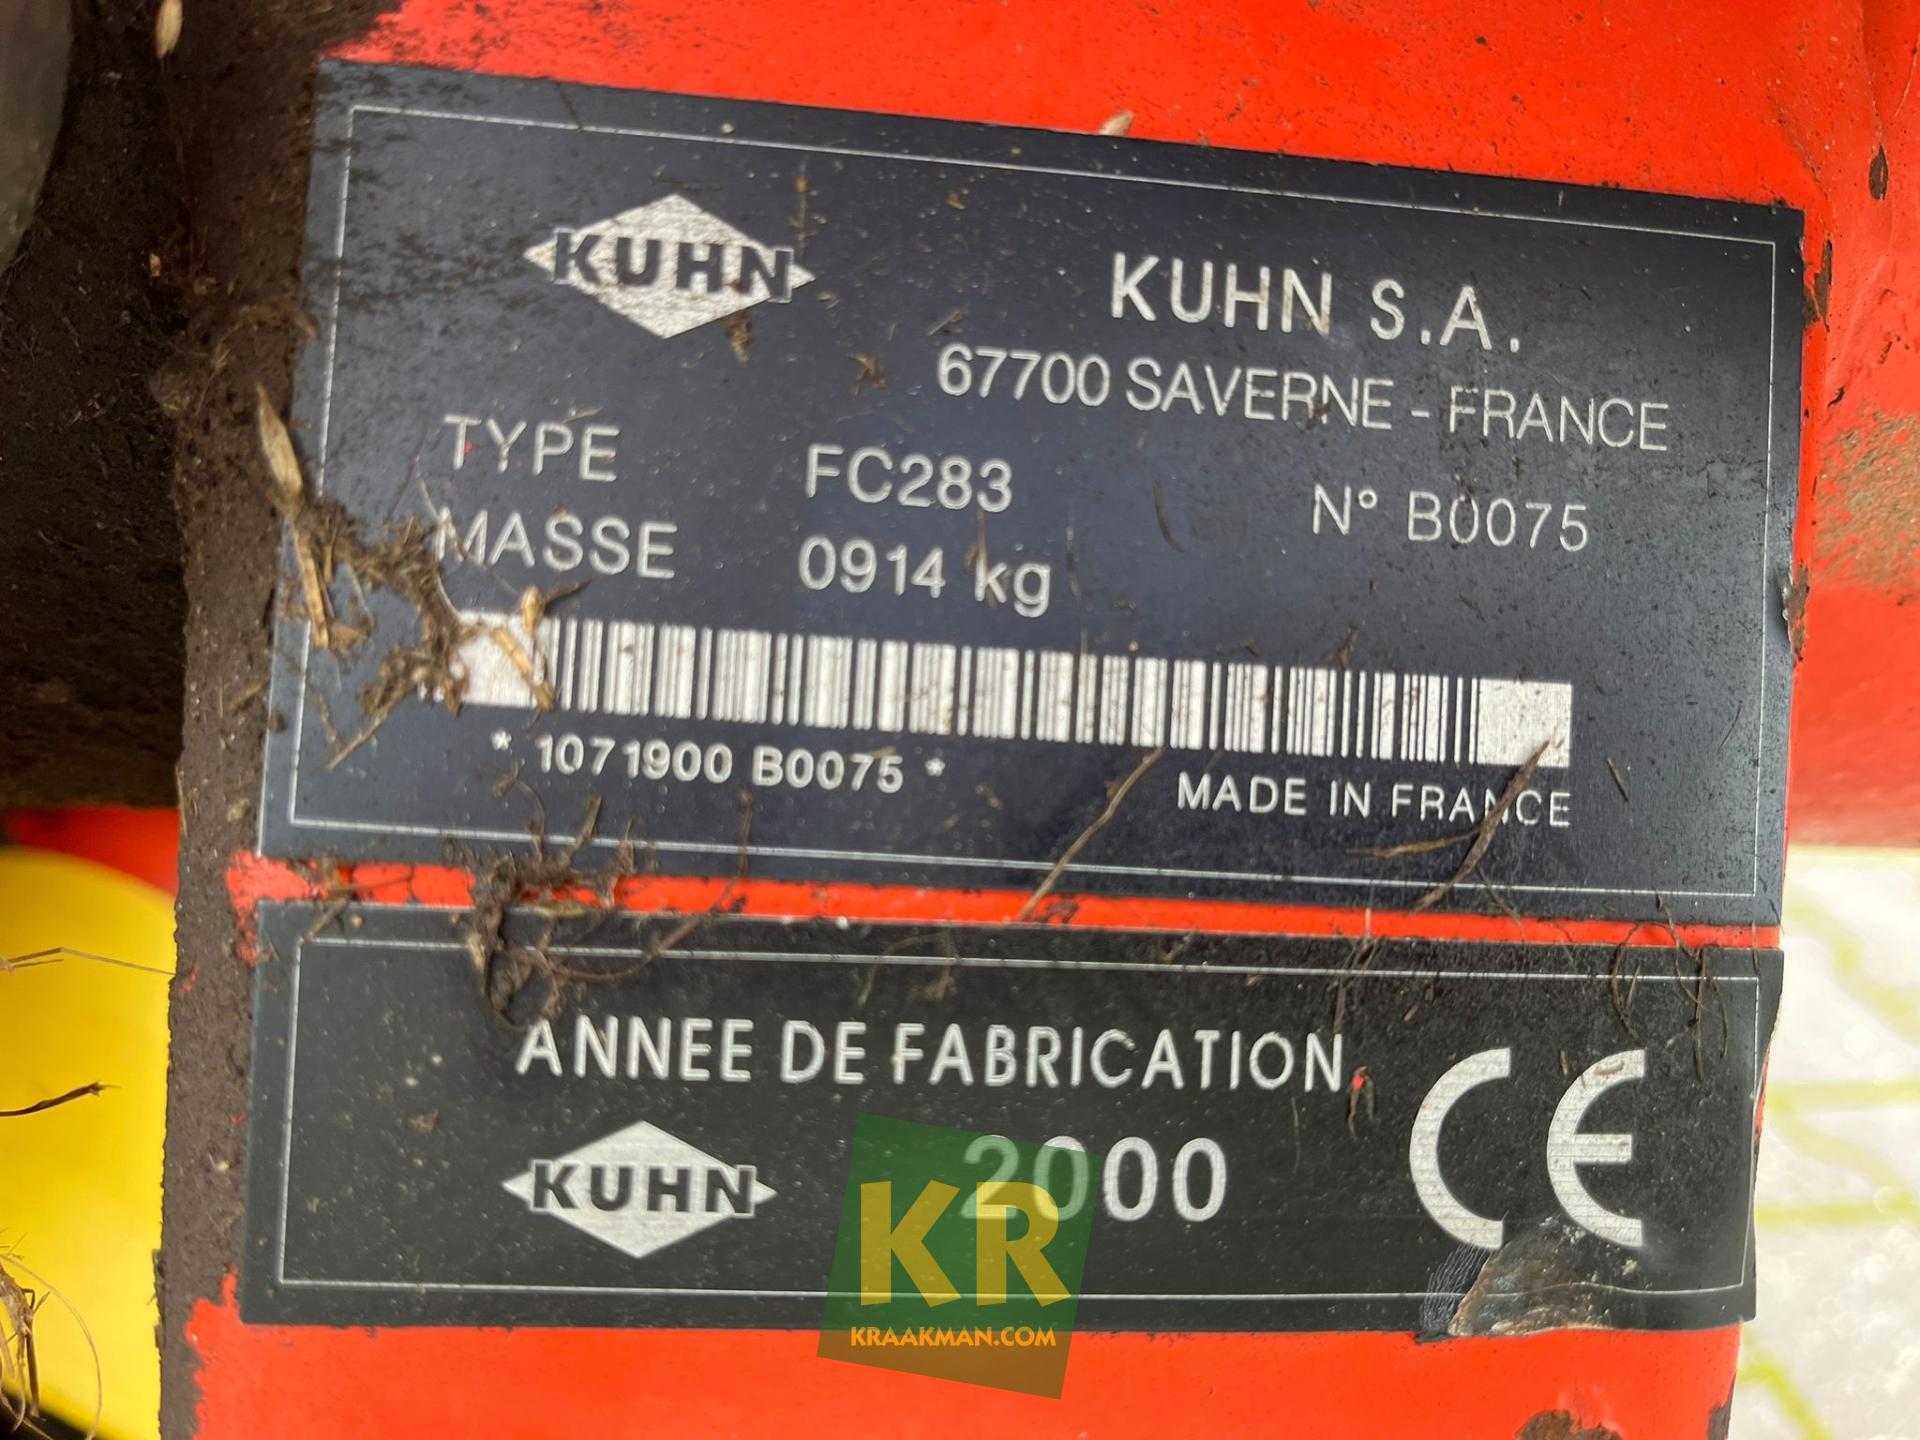 KUHN
KUHN S.A.
67700 SAVERNE - FRANCE
TYPE FC283 N° B0075
MASSE 0914 kg
* 1071900 B0075 *
MADE IN FRANCE
ANNEE DE FABRICATION
KUHN 2000 CE
KR
KRAAKMAN.COM